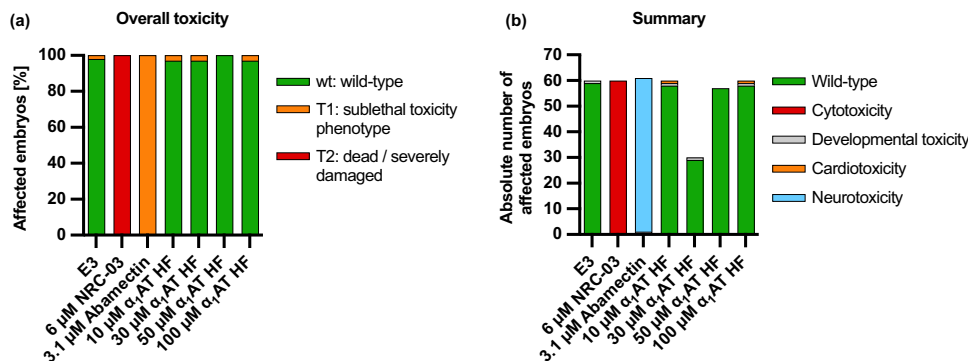 (a)
Overall toxicity
Affected embryos [%]
100
80
60
40
20
0
E3
6 µM NRC-03
3.1 µM Abamectin
10 µM α₁AT HF
30 µM α₁AT HF
50 µM α₁AT HF
100 µM α₁AT HF
wt: wild-type
T1: sublethal toxicity
phenotype
T2: dead / severely
damaged
(b)
Summary
Absolute number of
affected embryos
70
60
50
40
30
20
10
0
E3
6 µM NRC-03
3.1 µM Abamectin
10 µM α₁AT HF
30 µM α₁AT HF
50 µM α₁AT HF
100 µM α₁AT HF
Wild-type
Cytotoxicity
Developmental toxicity
Cardiotoxicity
Neurotoxicity